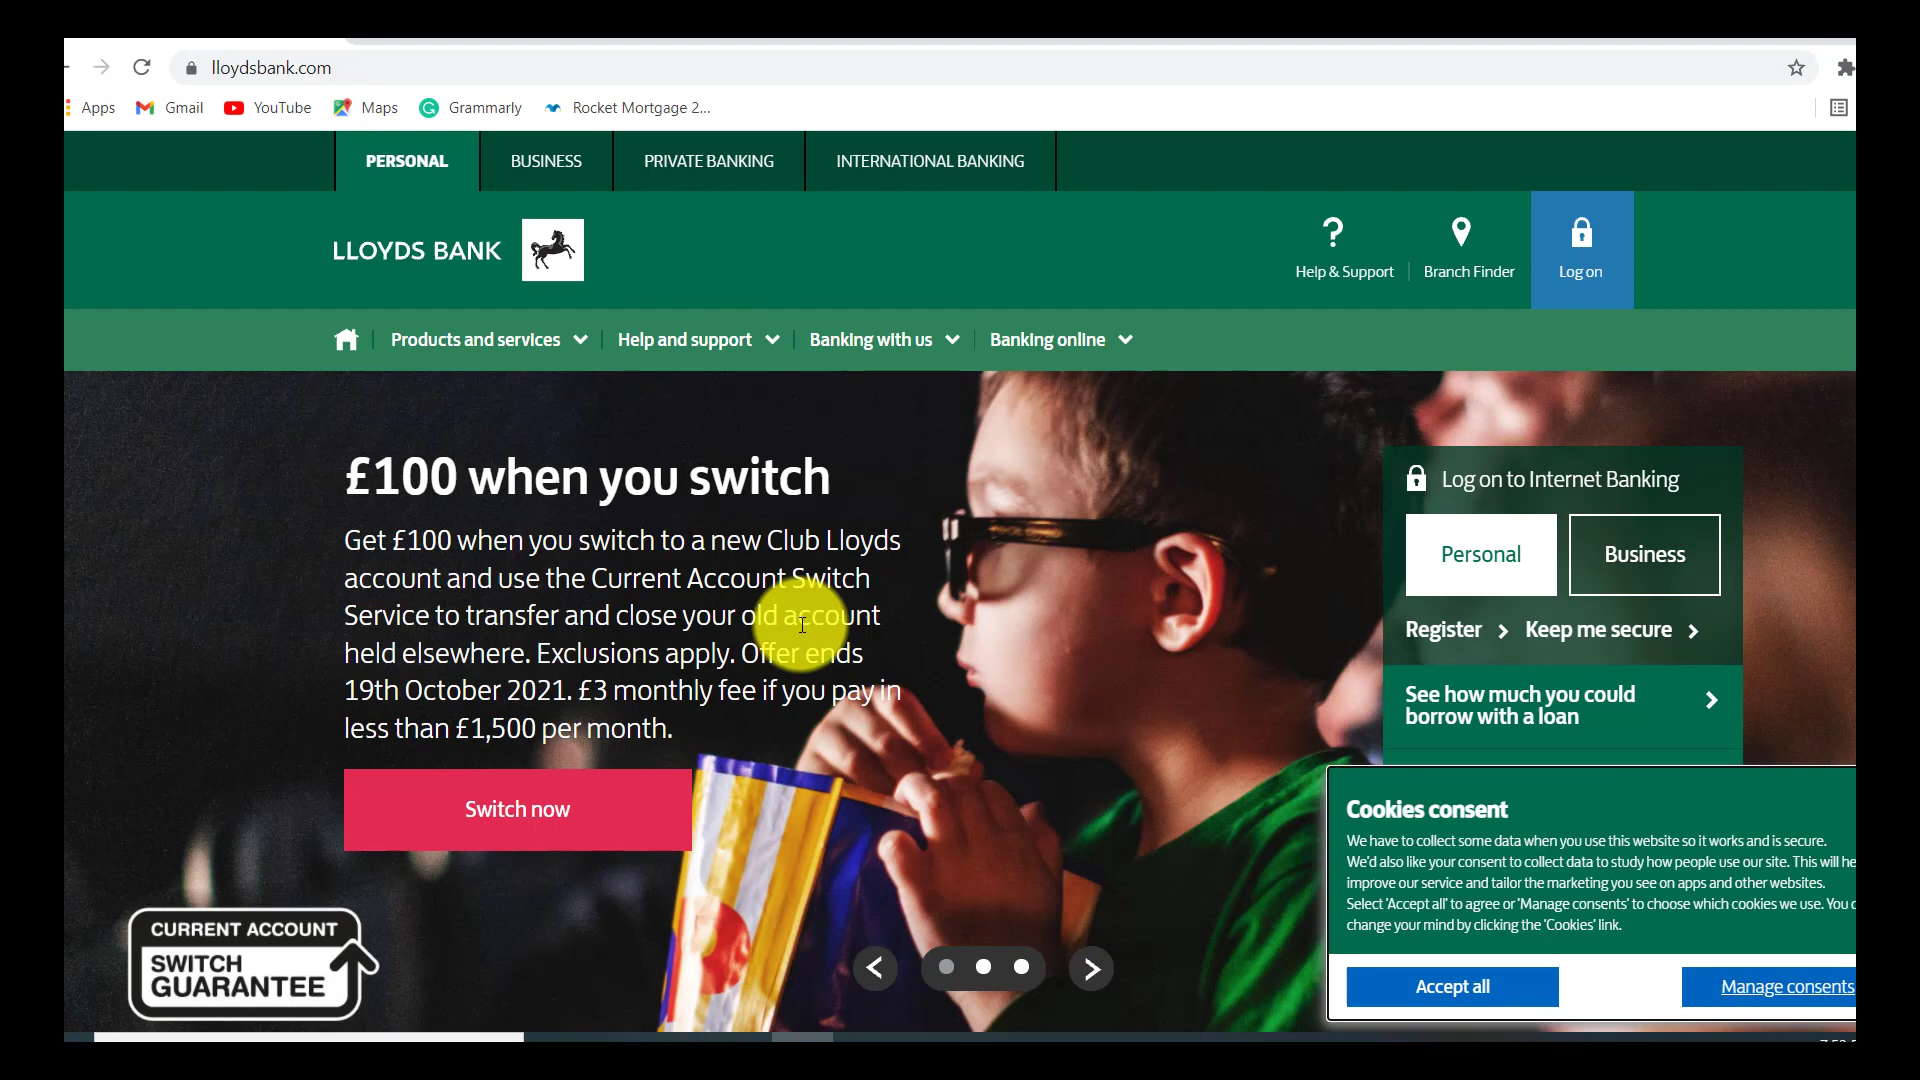 lloydsbank.com
Apps Gmail YouTube Maps Grammarly Rocket Mortgage 2...
PERSONAL BUSINESS PRIVATE BANKING INTERNATIONAL BANKING
LLOYDS BANK
Help & Support Branch Finder Log on
Products and services Help and support Banking with us Banking online
£100 when you switch
Get £100 when you switch to a new Club Lloyds
account and use the Current Account Switch
Service to transfer and close your old account
held elsewhere. Exclusions apply. Offer ends
19th October 2021. £3 monthly fee if you pay in
less than £1,500 per month.
Switch now
CURRENT ACCOUNT
SWITCH
GUARANTEE
Log on to Internet Banking
Personal Business
Register Keep me secure
See how much you could
borrow with a loan
Cookies consent
We have to collect some data when you use this website so it works and is secure.
We'd also like your consent to collect data to study how people use our site. This will he
improve our service and tailor the marketing you see on apps and other websites.
Select 'Accept all' to agree or 'Manage consents' to choose which cookies we use. You c
change your mind by clicking the 'Cookies' link.
Accept all Manage consents